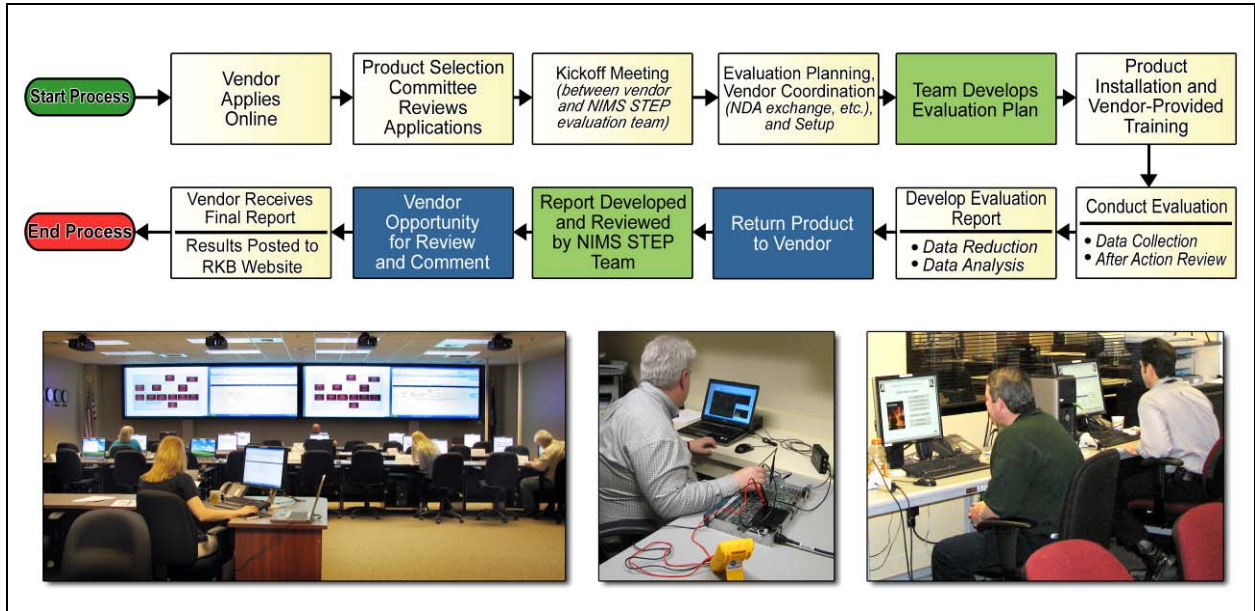 Start Process
Vendor
Applies
Online
Product Selection
Committee
Reviews
Applications
Kickoff Meeting
(between vendor
and NIMS STEP
evaluation team)
Evaluation Planning,
Vendor Coordination
(NDA exchange, etc.),
and Setup
Team Develops
Evaluation Plan
Product
Installation and
Vendor-Provided
Training
Conduct Evaluation
• Data Collection
• After Action Review
Develop Evaluation
Report
• Data Reduction
• Data Analysis
Return Product
to Vendor
Report Developed
and Reviewed
by NIMS STEP
Team
Vendor
Opportunity
for Review
and Comment
Vendor Receives
Final Report
Results Posted to
RKB Website
End Process